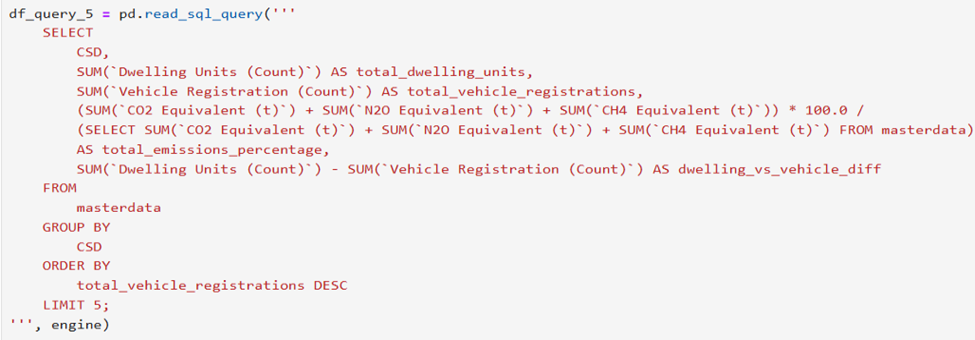 df_query_5 = pd.read_sql_query('''
    SELECT
        CSD,
        SUM(`Dwelling Units (Count)`) AS total_dwelling_units,
        SUM(`Vehicle Registration (Count)`) AS total_vehicle_registrations,
        (SUM(`CO2 Equivalent (t)`) + SUM(`N2O Equivalent (t)`) + SUM(`CH4 Equivalent (t)`)) * 100.0 /
        (SELECT SUM(`CO2 Equivalent (t)`) + SUM(`N2O Equivalent (t)`) + SUM(`CH4 Equivalent (t)`) FROM masterdata)
        AS total_emissions_percentage,
        SUM(`Dwelling Units (Count)`) - SUM(`Vehicle Registration (Count)`) AS dwelling_vs_vehicle_diff
    FROM
        masterdata
    GROUP BY
        CSD
    ORDER BY
        total_vehicle_registrations DESC
    LIMIT 5;
''', engine)